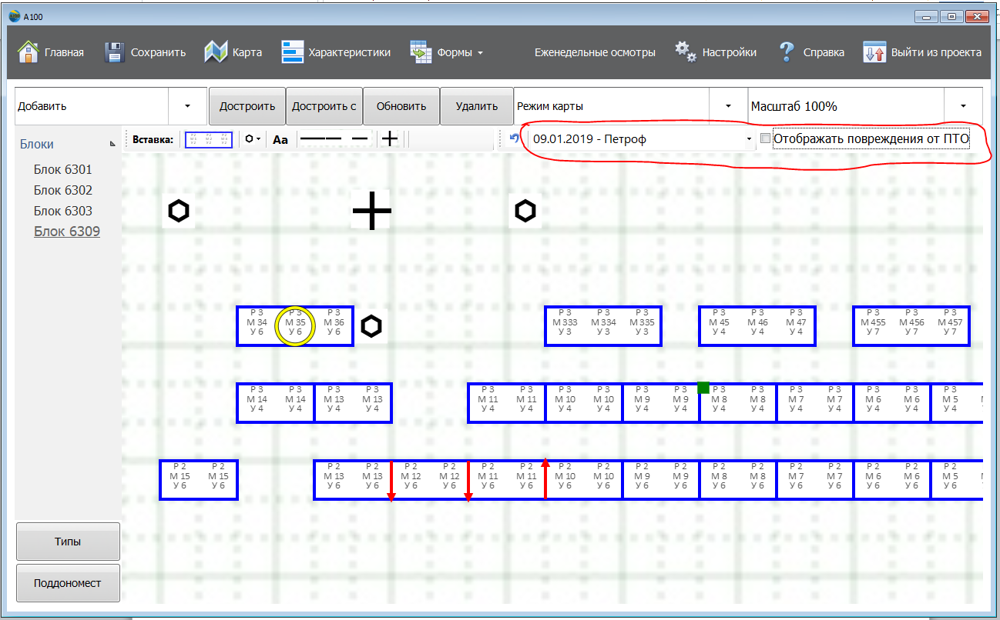 A100
Главная Сохранить Карта Характеристики Формы Еженедельные осмотры Настройки ? Справка Выйти из проекта
Добавить Достроить Достроить с Обновить Удалить Режим карты Масштаб 100%
Блоки Вставка: Аа 09.01.2019 - Петроф Отображать повреждения от ПТО
Блок 6301
Блок 6302
Блок 6303
Блок 6309
Р 3 Р 3 Р 3 Р 3 Р 3 Р 3 Р 3 Р 3 Р 3 Р 3 Р 3 Р 3
М 34 М 35 М 36 М 333 М 334 М 335 М 45 М 46 М 47 М 455 М 456 М 457
У 6 У 6 У 6 У 3 У 3 У 3 У 4 У 4 У 4 У 7 У 7 У 7
Р 3 Р 3 Р 3 Р 3 Р 3 Р 3 Р 3 Р 3 Р 3 Р 3 Р 3 Р 3 Р 3 Р 3 Р 3 Р 3 Р 3
М 14 М 14 М 13 М 13 М 11 М 11 М 10 М 10 М 9 М 9 М 8 М 8 М 7 М 7 М 6 М 6 М 5
У 4 У 4 У 4 У 4 У 4 У 4 У 4 У 4 У 4 У 4 У 4 У 4 У 4 У 4 У 4 У 4 У 4
Р 2 Р 2 Р 2 Р 2 Р 2 Р 2 Р 2 Р 2 Р 2 Р 2 Р 2 Р 2 Р 2 Р 2 Р 2 Р 2 Р 2 Р 2 Р 2
М 15 М 15 М 13 М 13 М 12 М 12 М 11 М 11 М 10 М 10 М 9 М 9 М 8 М 8 М 7 М 7 М 6 М 6 М 5
У 6 У 6 У 6 У 6 У 6 У 6 У 6 У 6 У 6 У 6 У 6 У 6 У 6 У 6 У 6 У 6 У 6 У 6 У 6
Типы
Поддономест